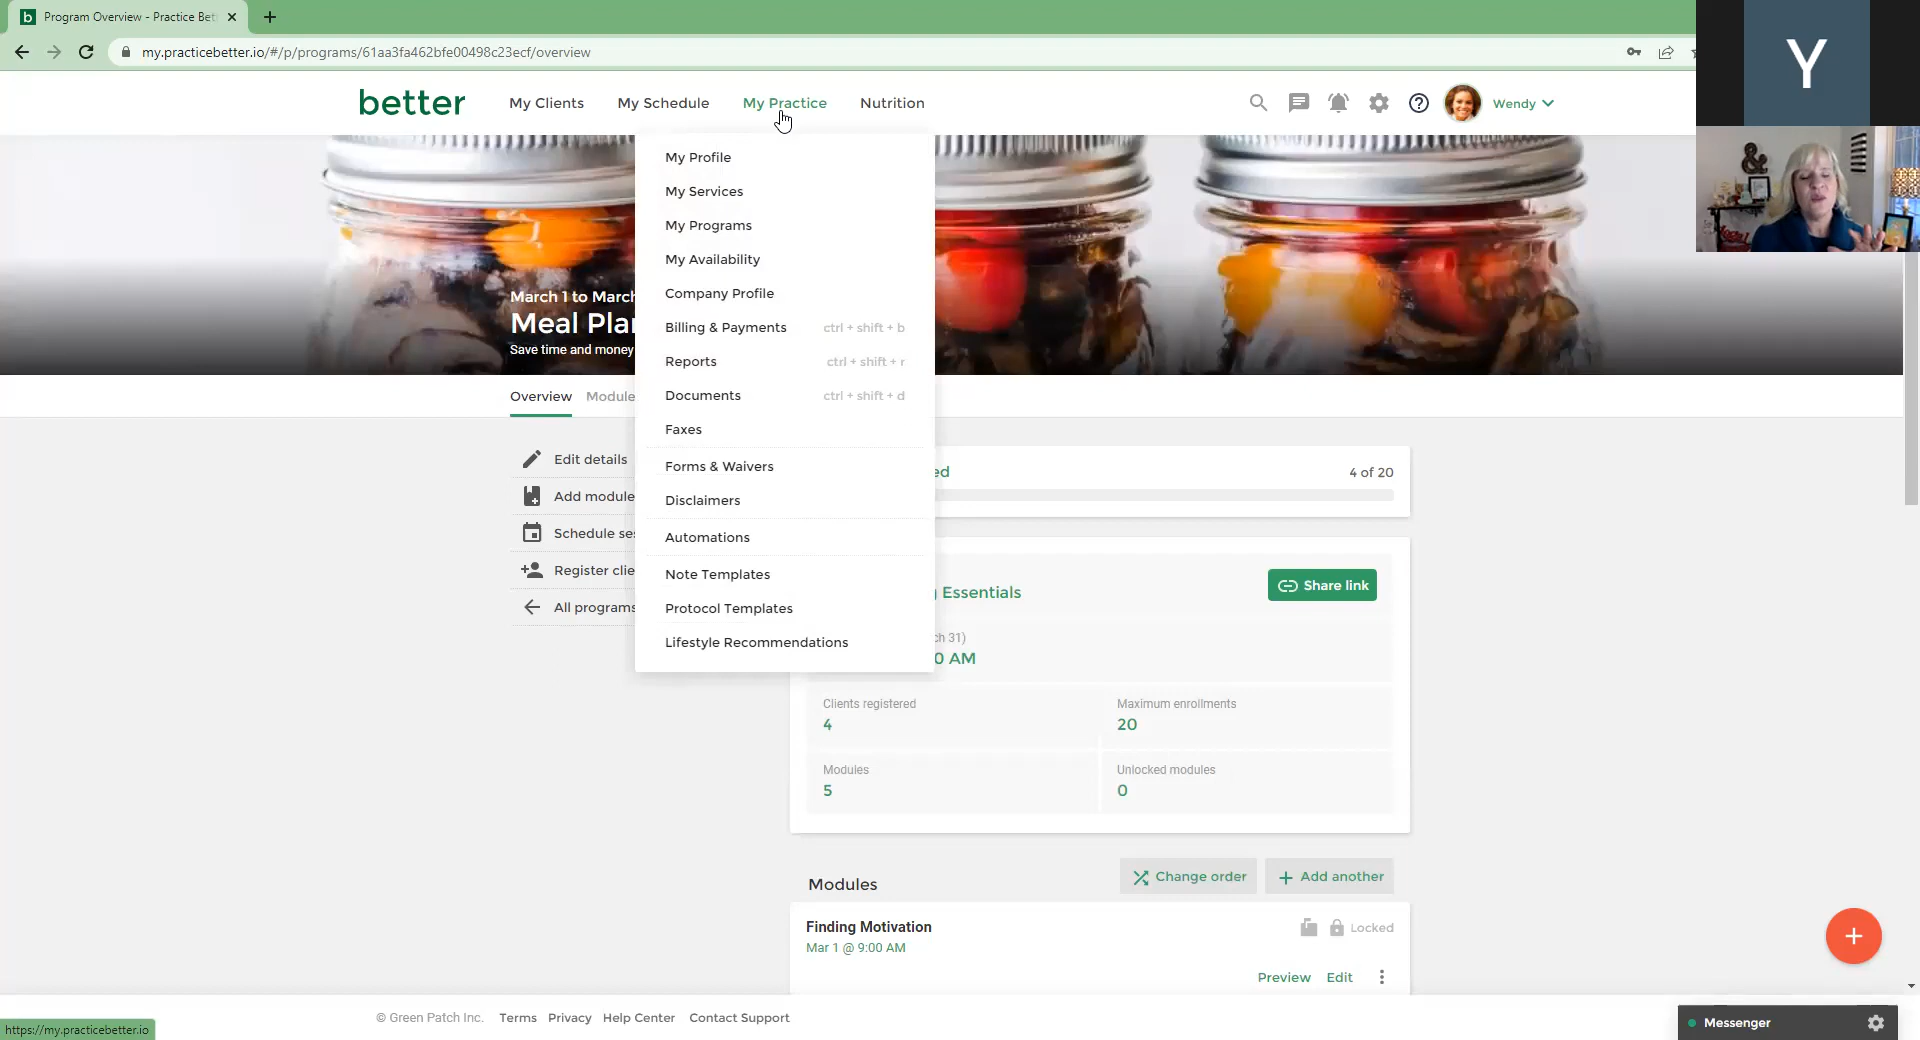 Program Overview - Practice Bet
my.practicebetter.io/#/p/programs/61aa3fa462bfe00498c23ecf/overview
Y
better
My Clients
My Schedule
My Practice
Nutrition
Wendy
My Profile
My Services
My Programs
My Availability
Company Profile
Billing & Payments ctrl + shift + b
Reports ctrl + shift + r
Documents ctrl + shift + d
Faxes
Forms & Waivers
Disclaimers
Automations
Note Templates
Protocol Templates
Lifestyle Recommendations
March 1 to March
Meal Plan
Save time and money
Overview
Module
Edit details
Add module
Schedule ses
Register clie
All programs
ed
4 of 20
g Essentials
Share link
ch 31)
0 AM
Clients registered
4
Maximum enrollments
20
Modules
5
Unlocked modules
0
Modules
Change order
Add another
Finding Motivation
Locked
Mar 1 @ 9:00 AM
Preview
Edit
© Green Patch Inc.
Terms
Privacy
Help Center
Contact Support
https://my.practicebetter.io
Messenger